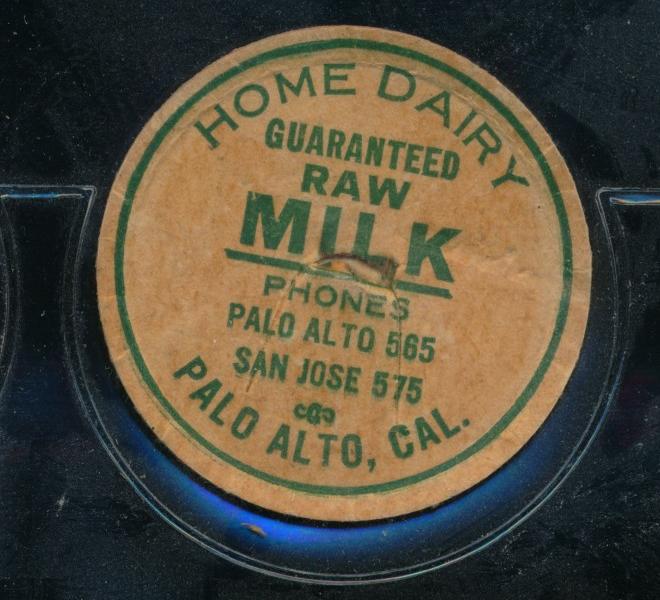 HOME DAIRY
GUARANTEED
RAW
MILK
PHONES
PALO ALTO 565
SAN JOSE 575
PALO ALTO, CAL.